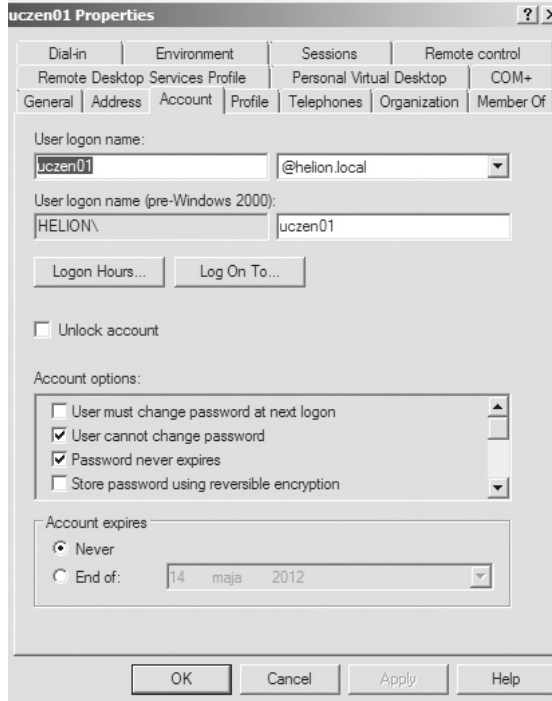 uczen01 Properties
? X
Dial-in Environment Sessions Remote control
Remote Desktop Services Profile Personal Virtual Desktop COM+
General Address Account Profile Telephones Organization Member Of
User logon name:
uczen01 @helion.local
User logon name (pre-Windows 2000):
HELION\ uczen01
Logon Hours... Log On To...
Unlock account
Account options:
User must change password at next logon
User cannot change password
Password never expires
Store password using reversible encryption
Account expires
Never
End of: 14 maja 2012
OK Cancel Apply Help